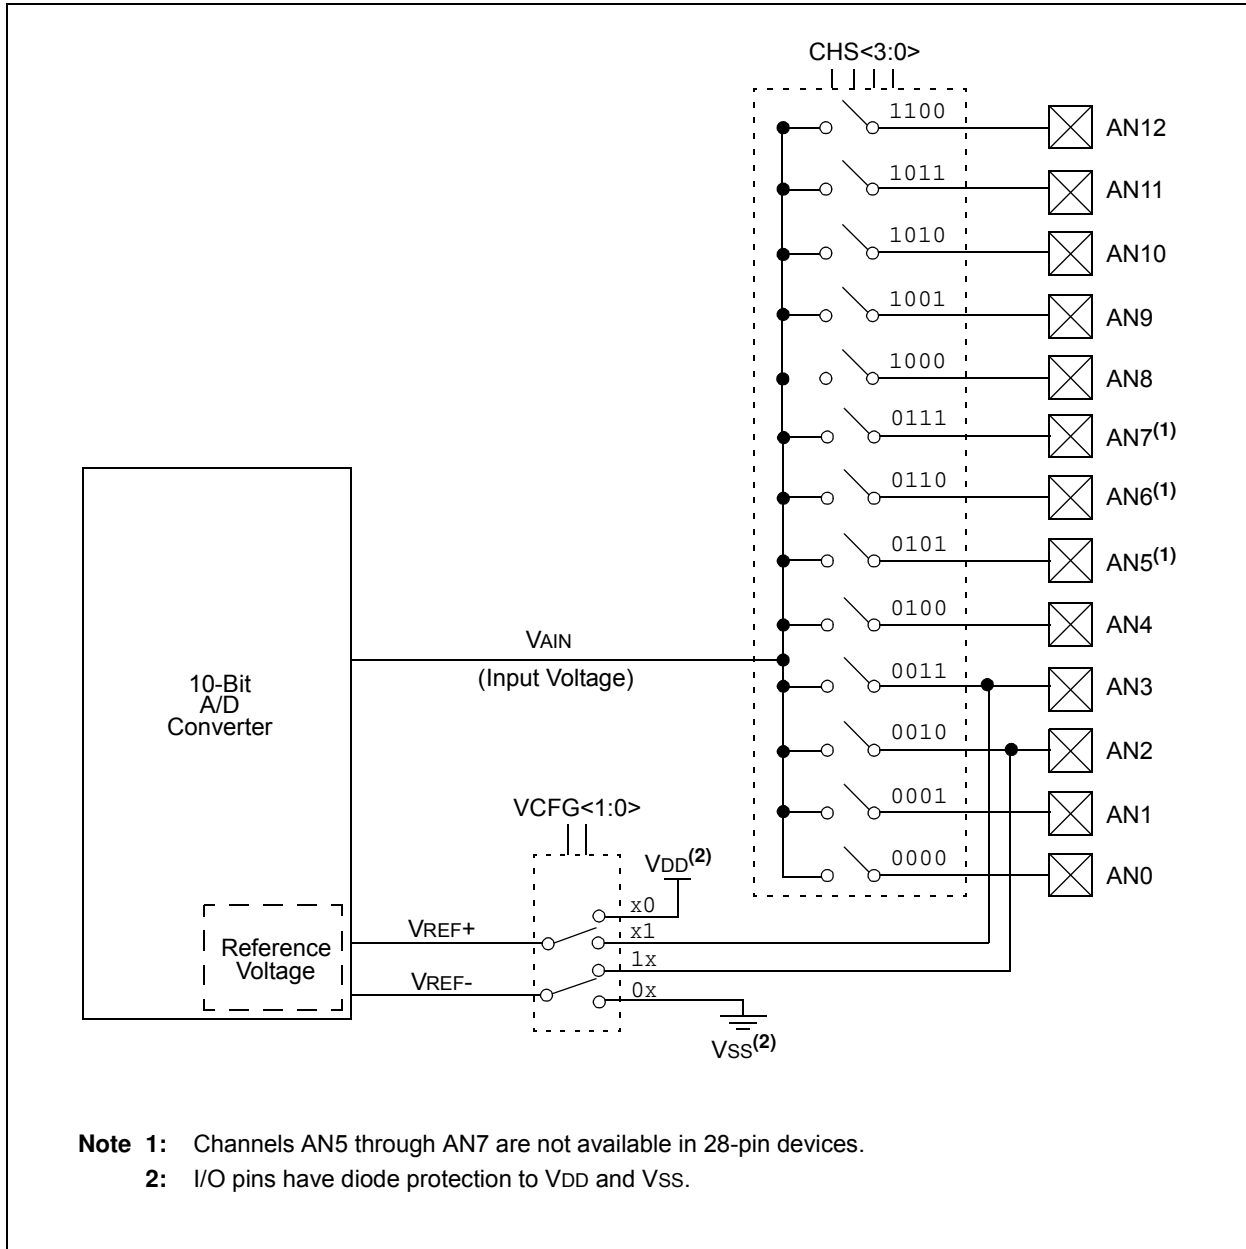 CHS<3:0>
1100 AN12
1011 AN11
1010 AN10
1001 AN9
1000 AN8
0111 AN7(1)
0110 AN6(1)
0101 AN5(1)
0100 AN4
VAIN
(Input Voltage)
0011 AN3
10-Bit
A/D
Converter
0010 AN2
0001 AN1
VCFG<1:0>
0000 AN0
VDD(2)
x0
VREF+
x1
Reference
Voltage
1x
VREF-
0x
VSS(2)
Note 1: Channels AN5 through AN7 are not available in 28-pin devices.
2: I/O pins have diode protection to VDD and VSS.